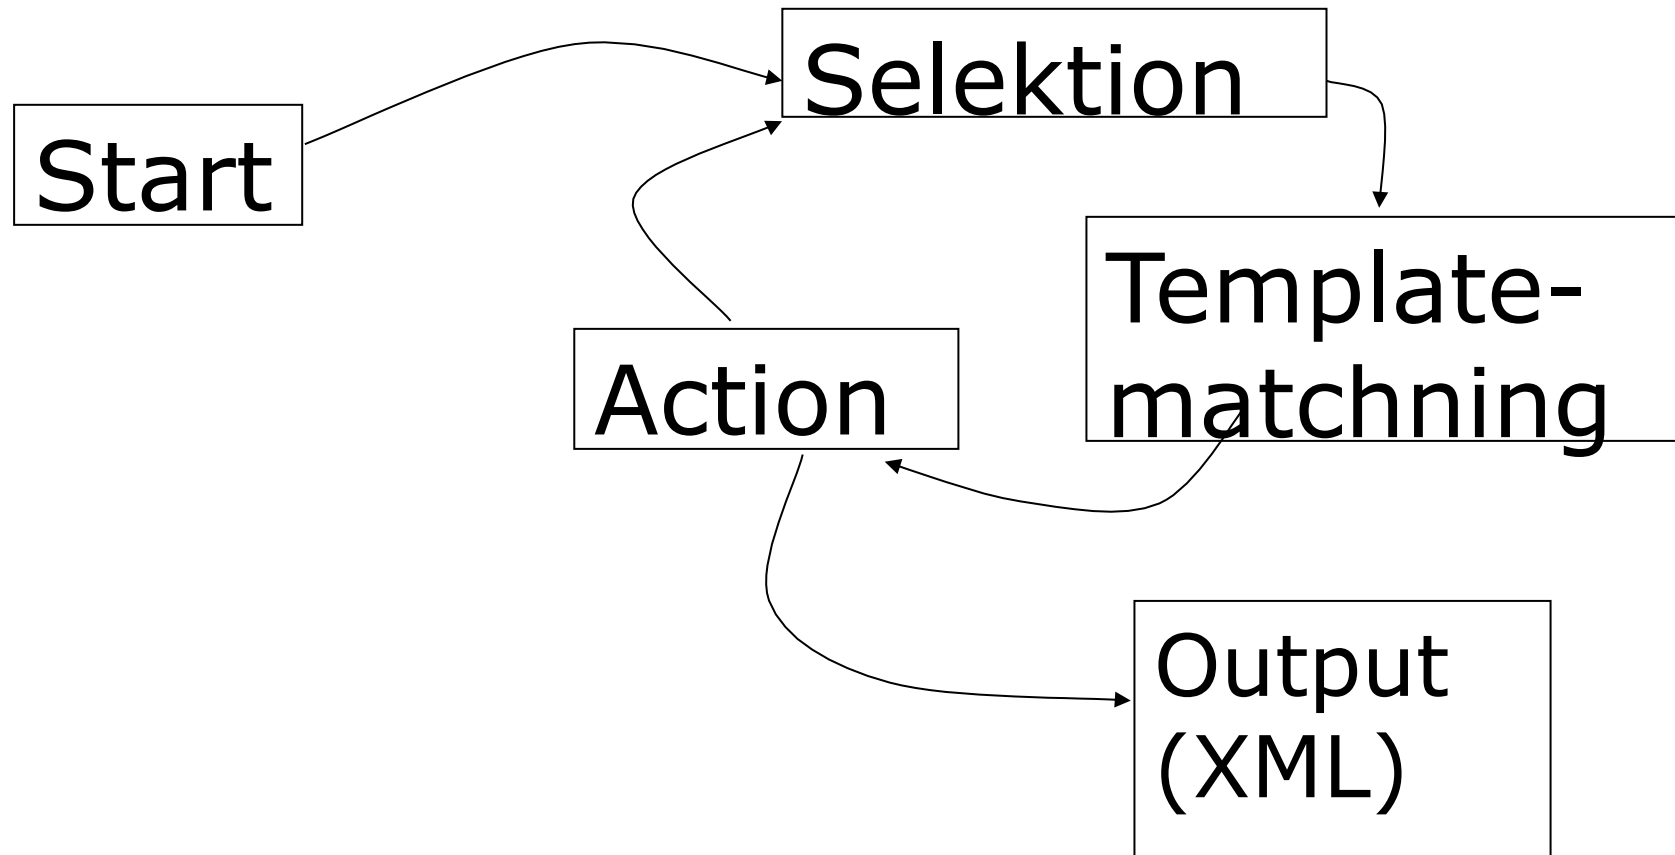 Selektion
Start
Template-
matchning
Action
Output
(XML)